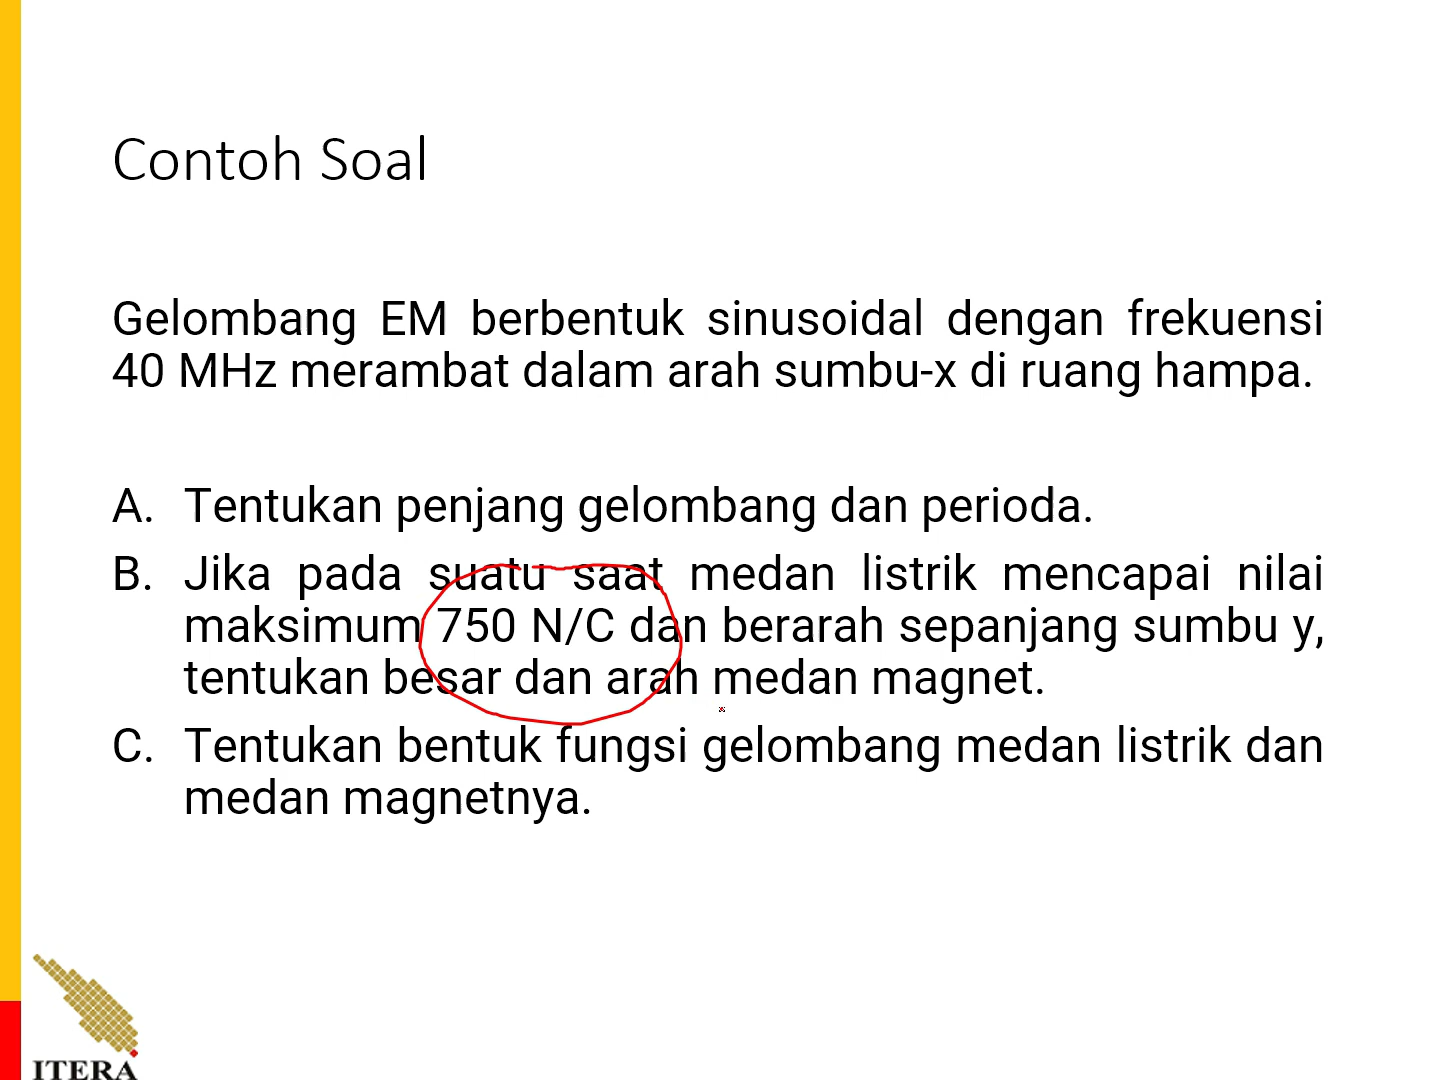 Contoh Soal
Gelombang EM berbentuk sinusoidal dengan frekuensi
40 MHz merambat dalam arah sumbu-x di ruang hampa.
A. Tentukan penjang gelombang dan perioda.
B. Jika pada suatu saat medan listrik mencapai nilai
maksimum 750 N/C dan berarah sepanjang sumbu y,
tentukan besar dan arah medan magnet.
C. Tentukan bentuk fungsi gelombang medan listrik dan
medan magnetnya.
ITERA